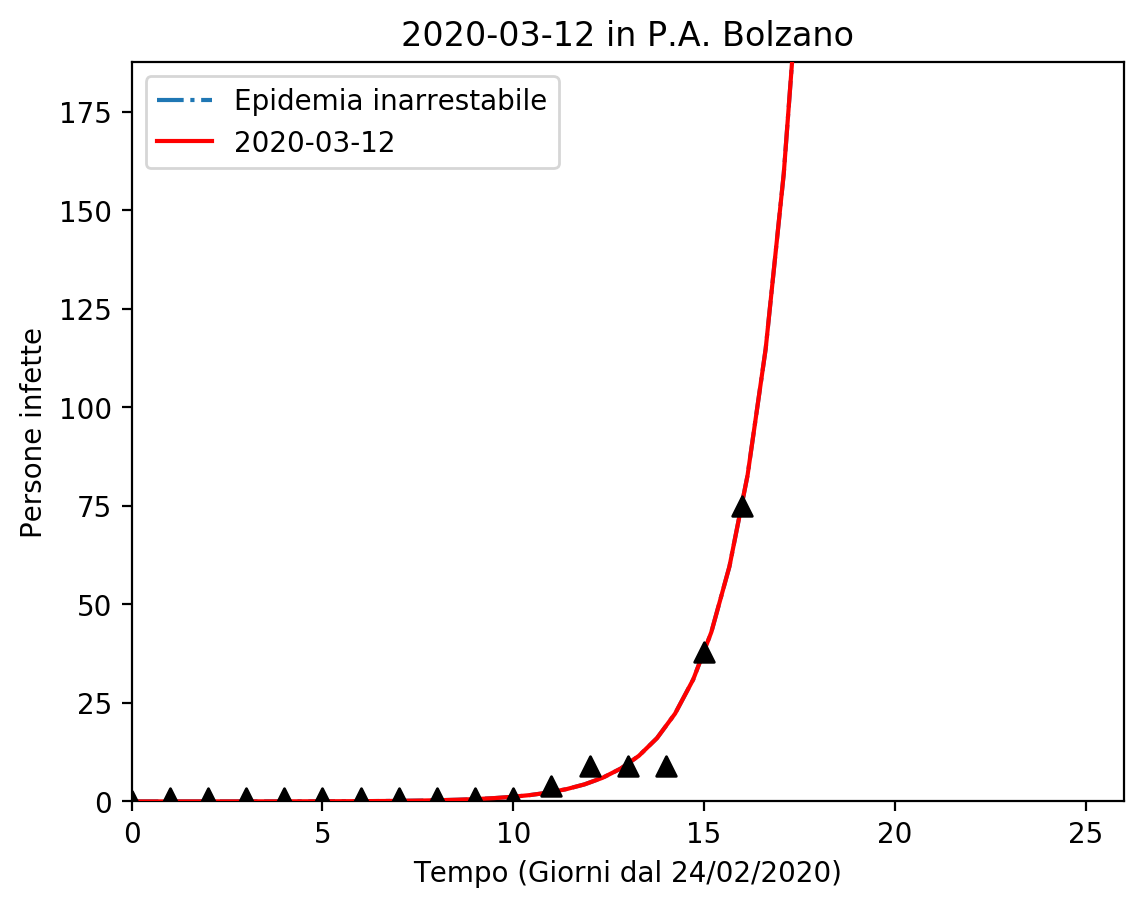 2020-03-12 in P.A. Bolzano
Epidemia inarrestabile
2020-03-12
Persone infette
175
150
125
100
75
50
25
0
0 5 10 15 20 25
Tempo (Giorni dal 24/02/2020)